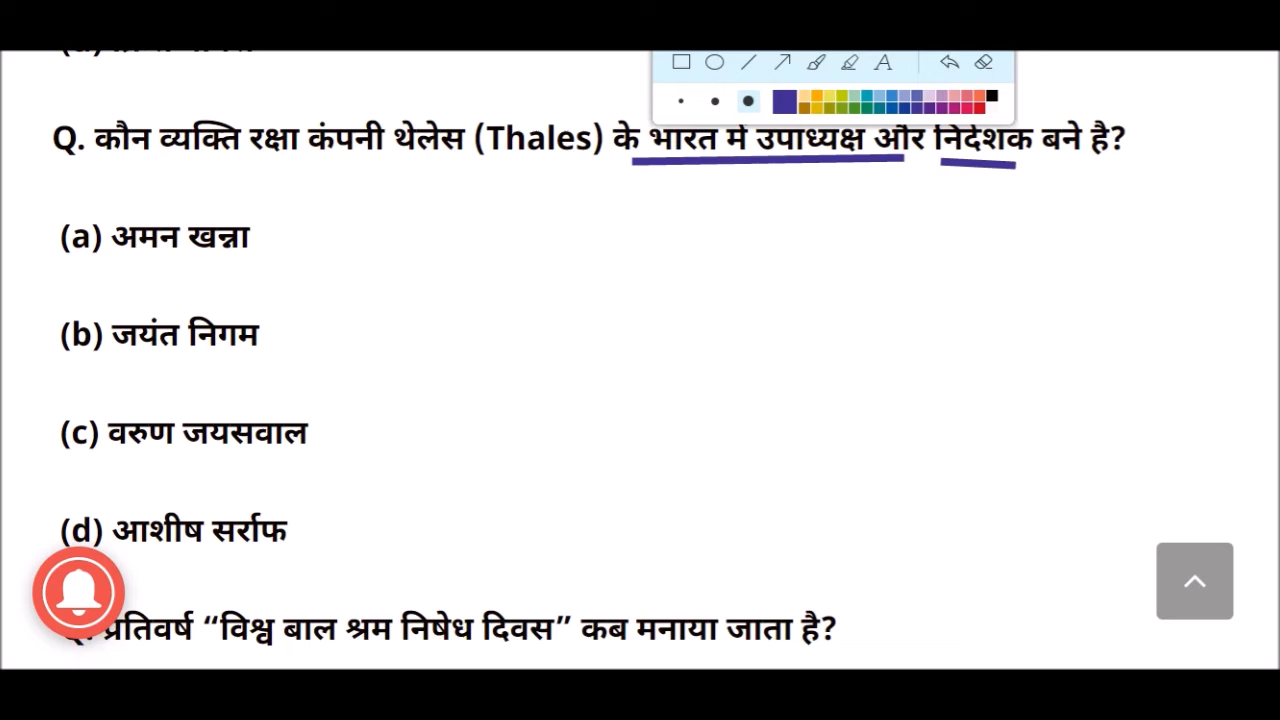 Q. कौन व्यक्ति रक्षा कंपनी थेलेस (Thales) के भारत में उपाध्यक्ष और निदेशक बने है?
(a) अमन खन्ना
(b) जयंत निगम
(c) वरुण जयसवाल
(d) आशीष सर्राफ
प्रतिवर्ष “विश्व बाल श्रम निषेध दिवस” कब मनाया जाता है?